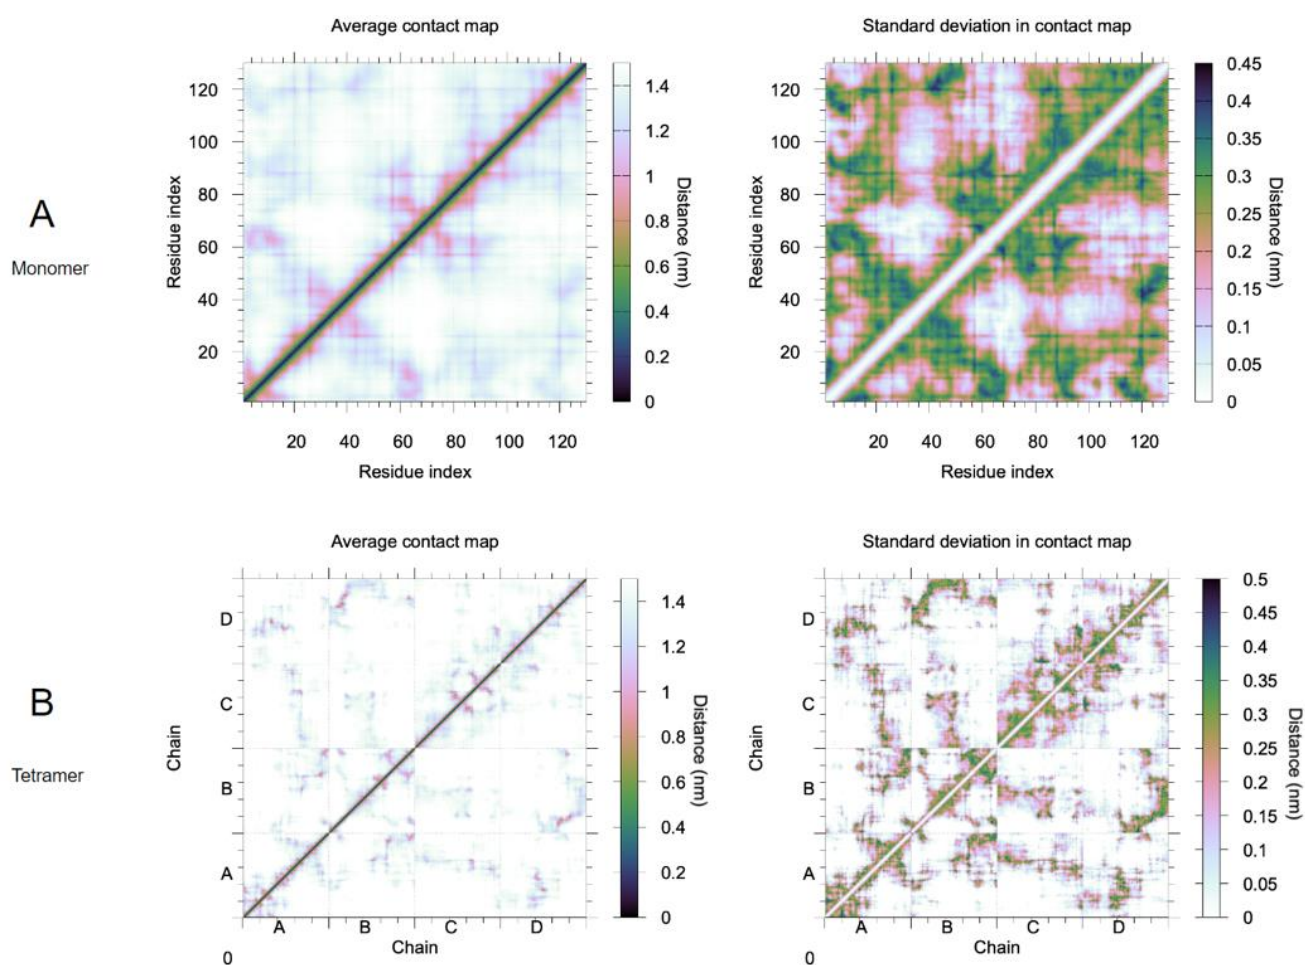 Average contact map
Standard deviation in contact map
A
Monomer
Residue index
120
100
80
60
40
20
20 40 60 80 100 120
Residue index
1.4
1.2
1
0.8
0.6
0.4
0.2
0
Distance (nm)
Residue index
120
100
80
60
40
20
20 40 60 80 100 120
Residue index
0.45
0.4
0.35
0.3
0.25
0.2
0.15
0.1
0.05
0
Distance (nm)
Average contact map
Standard deviation in contact map
B
Tetramer
Chain
D
C
B
A
A B C D
Chain
0
1.4
1.2
1
0.8
0.6
0.4
0.2
0
Distance (nm)
Chain
D
C
B
A
A B C D
Chain
0
0.5
0.45
0.4
0.35
0.3
0.25
0.2
0.15
0.1
0.05
0
Distance (nm)